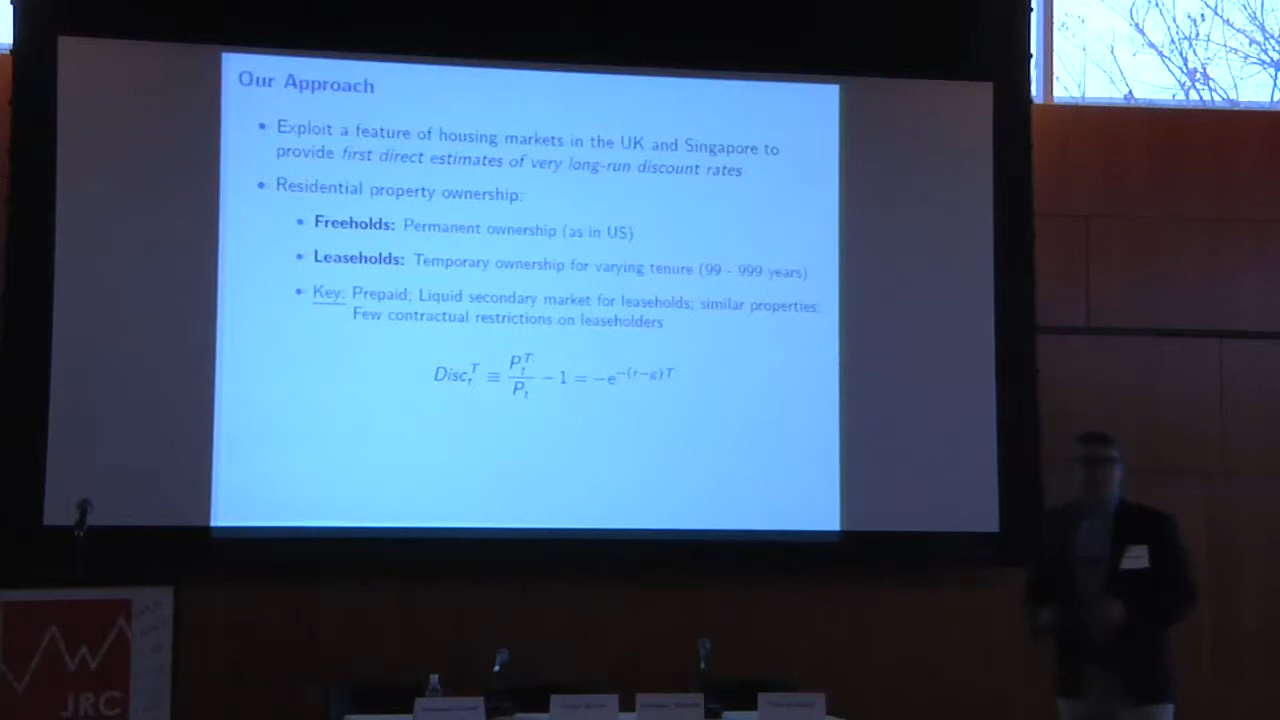 Our Approach
• Exploit a feature of housing markets in the UK and Singapore to
provide first direct estimates of very long-run discount rates
• Residential property ownership:
• Freeholds: Permanent ownership (as in US)
• Leaseholds: Temporary ownership for varying tenure (99 - 999 years)
• Key: Prepaid; Liquid secondary market for leaseholds; similar properties;
Few contractual restrictions on leaseholders
Disc_t^T ≡ P_t^T / P_t − 1 = −e^{−(r−g)T}
JRC